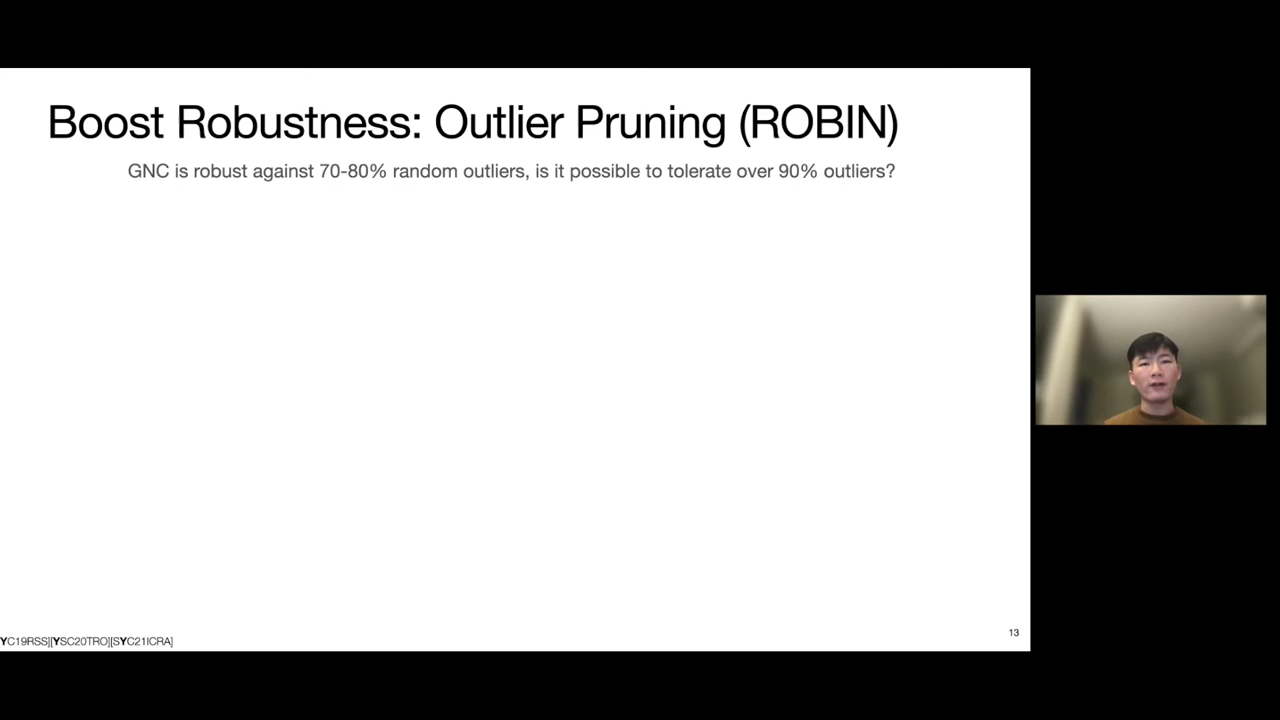 Boost Robustness: Outlier Pruning (ROBIN)
GNC is robust against 70-80% random outliers, is it possible to tolerate over 90% outliers?
13
YC19RSS][YSC20TRO][SYC21ICRA]